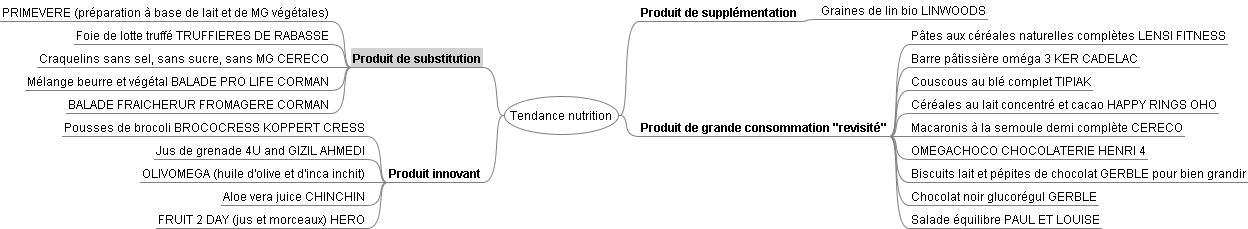 Tendance nutrition
Produit de substitution
PRIMEVERE (préparation à base de lait et de MG végétales)
Foie de lotte truffé TRUFFIERES DE RABASSE
Craquelins sans sel, sans sucre, sans MG CERECO
Mélange beurre et végétal BALADE PRO LIFE CORMAN
BALADE FRAICHERUR FROMAGERE CORMAN
Produit innovant
Pousses de brocoli BROCOCRESS KOPPERT CRESS
Jus de grenade 4U and GIZIL AHMEDI
OLIVOMEGA (huile d'olive et d'inca inchit)
Aloe vera juice CHINCHIN
FRUIT 2 DAY (jus et morceaux) HERO
Produit de supplémentation
Graines de lin bio LINWOODS
Produit de grande consommation "revisité"
Pâtes aux céréales naturelles complètes LENSI FITNESS
Barre pâtissière oméga 3 KER CADELAC
Couscous au blé complet TIPIAK
Céréales au lait concentré et cacao HAPPY RINGS OHO
Macaronis à la semoule demi complète CERECO
OMEGACHOCO CHOCOLATERIE HENRI 4
Biscuits lait et pépites de chocolat GERBLE pour bien grandir
Chocolat noir glucorégul GERBLE
Salade équilibre PAUL ET LOUISE